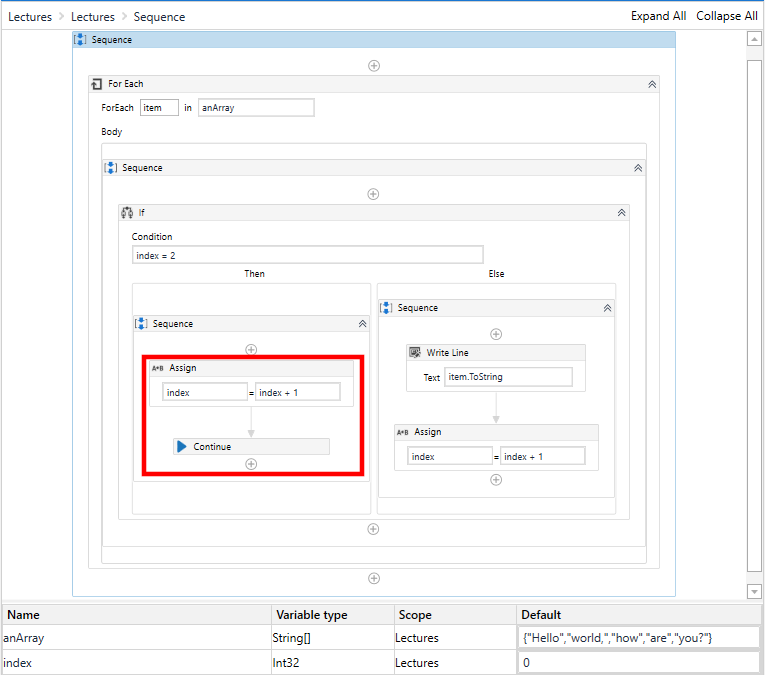 Lectures > Lectures > Sequence Expand All Collapse All
Sequence
For Each
ForEach item in anArray
Body
Sequence
If
Condition
index = 2
Then Else
Sequence
Assign
index = index + 1
Continue
Sequence
Write Line
Text item.ToString
A*B Assign
index = index + 1
Name Variable type Scope Default
anArray String[] Lectures {"Hello","world,","how","are","you?"}
index Int32 Lectures 0